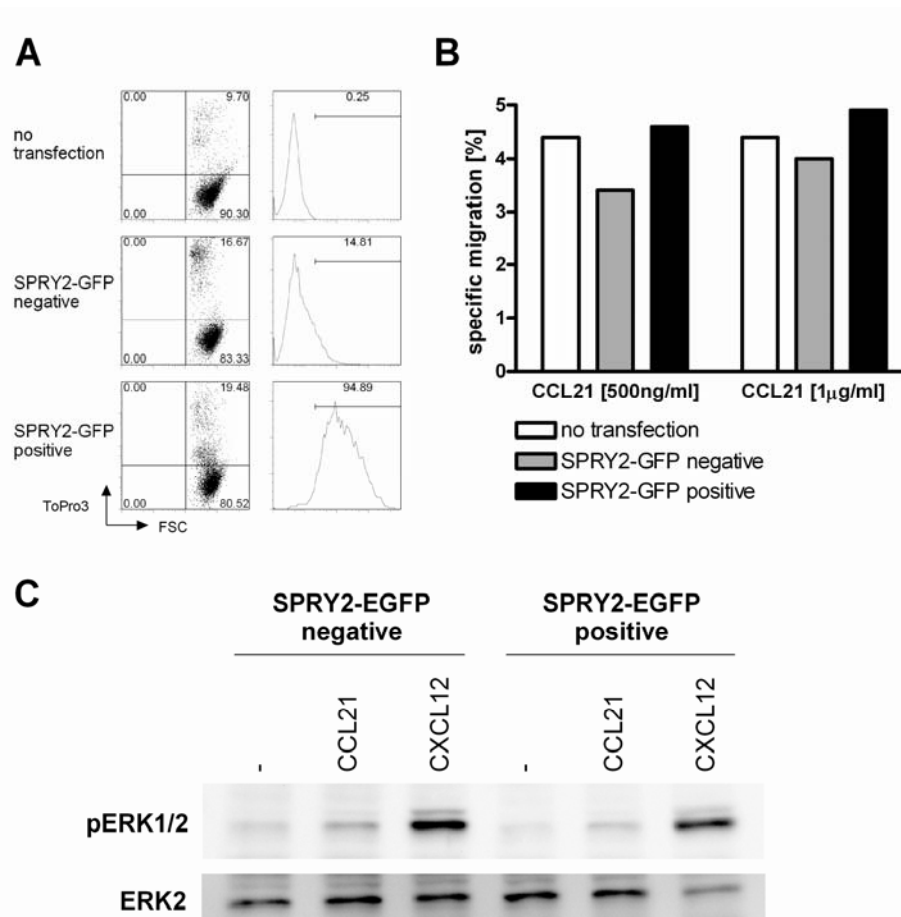 A
no
transfection
0.00
9.70
0.00
90.30
0.25
SPRY2-GFP
negative
0.00
16.67
0.00
83.33
14.81
SPRY2-GFP
positive
0.00
19.48
0.00
80.52
94.89
ToPro3
FSC
B
specific migration [%]
5
4
3
2
1
0
CCL21 [500ng/ml]
CCL21 [1μg/ml]
no transfection
SPRY2-GFP negative
SPRY2-GFP positive
C
SPRY2-EGFP
negative
SPRY2-EGFP
positive
-
CCL21
CXCL12
-
CCL21
CXCL12
pERK1/2
ERK2